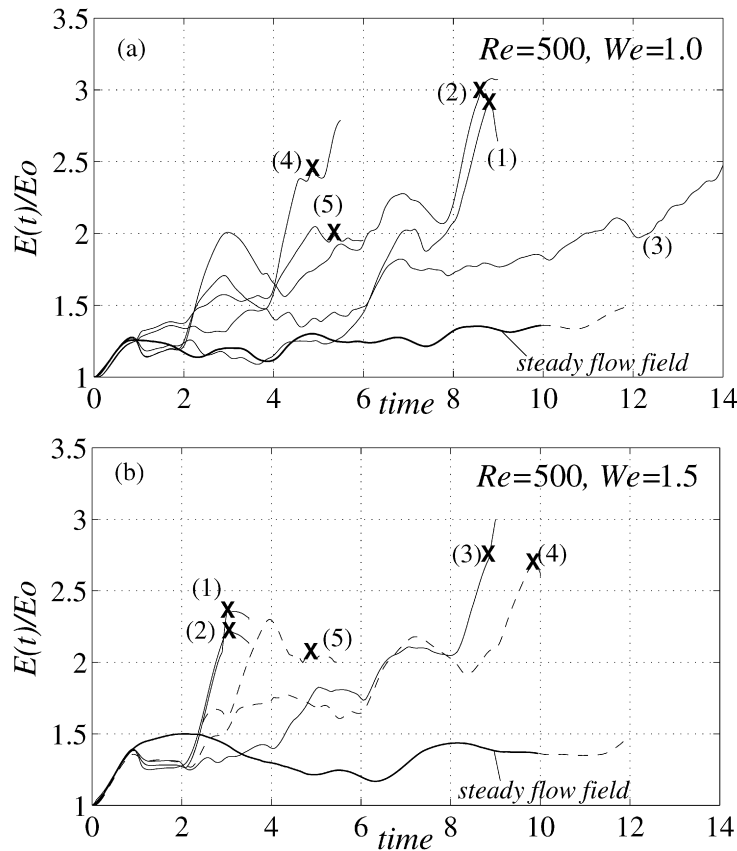 3.5
(a)
Re=500, We=1.0
3
(2)
(1)
2.5
(4)
(5)
E(t)/Eo
2
(3)
1.5
steady flow field
1
0 2 4 6 8 10 12 14
time
3.5
(b)
Re=500, We=1.5
3
(3)
(4)
2.5
(1)
(2)
(5)
E(t)/Eo
2
1.5
steady flow field
1
0 2 4 6 8 10 12 14
time